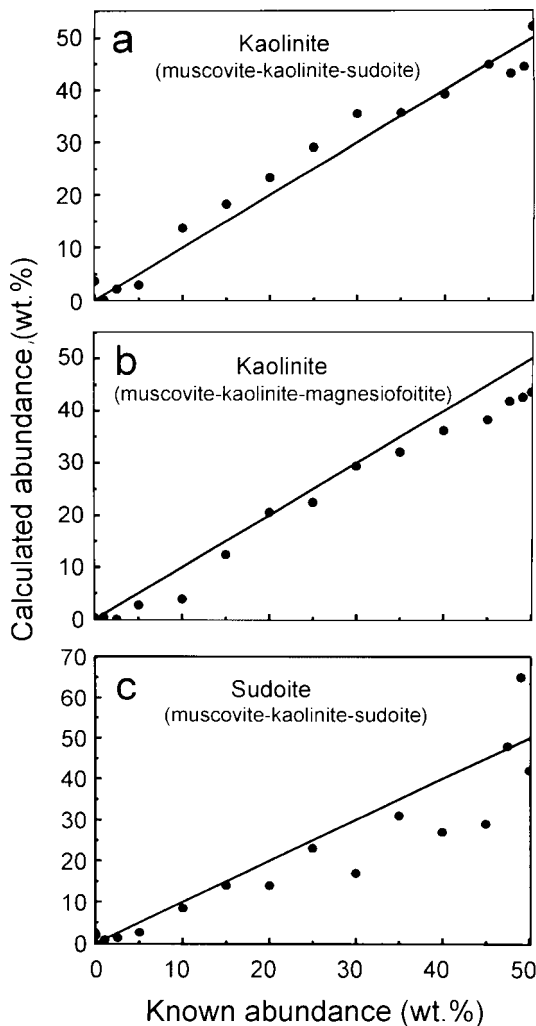 Calculated abundance, (wt.%)
a
Kaolinite
(muscovite-kaolinite-sudoite)
50
40
30
20
10
0
b
Kaolinite
(muscovite-kaolinite-magnesiofoitite)
50
40
30
20
10
0
c
Sudoite
(muscovite-kaolinite-sudoite)
70
60
50
40
30
20
10
0
0 10 20 30 40 50
Known abundance (wt.%)